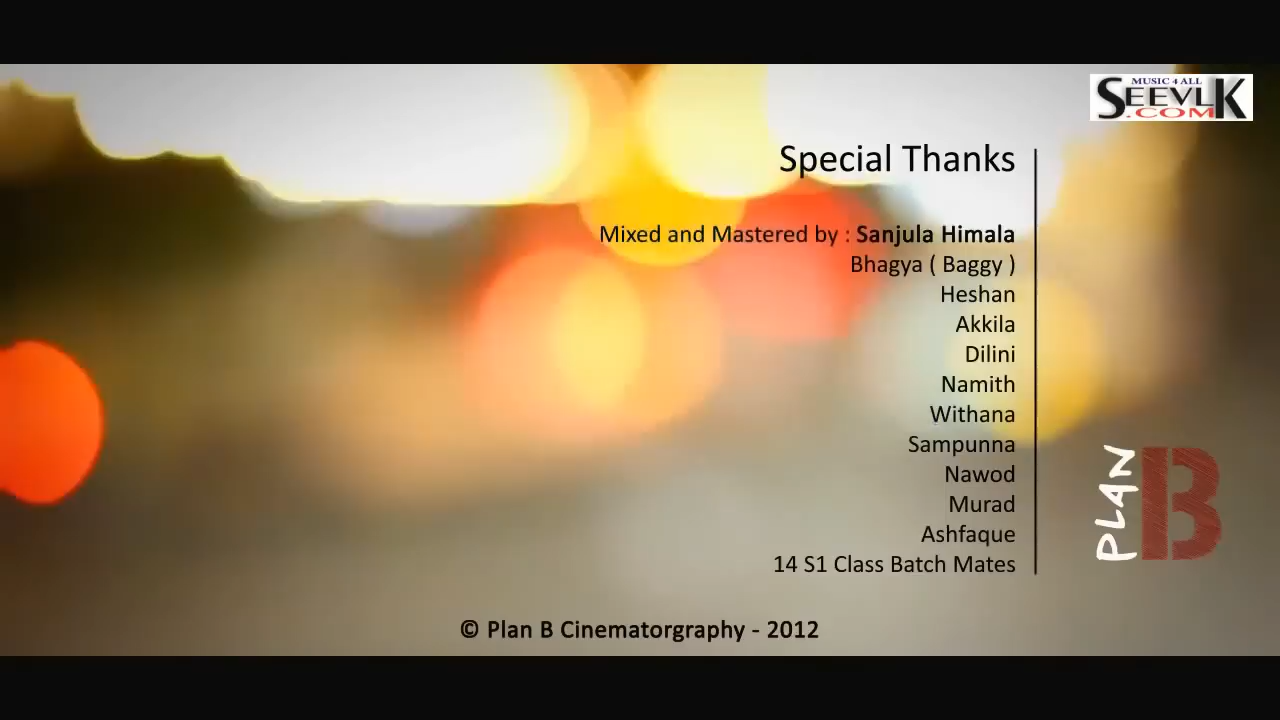 MUSIC 4 ALL
SEEVLK
.COM
Special Thanks
Mixed and Mastered by : Sanjula Himala
Bhagya ( Baggy )
Heshan
Akkila
Dilini
Namith
Withana
Sampunna
Nawod
Murad
Ashfaque
14 S1 Class Batch Mates
PLAN B
© Plan B Cinematorgraphy - 2012